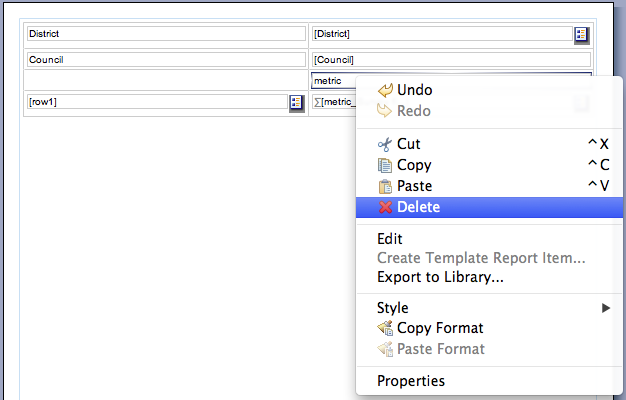 District [District]
Council [Council]
metric
[row1] Σ[metric_
Undo
Redo
Cut ^X
Copy ^C
Paste ^V
Delete
Edit
Create Template Report Item...
Export to Library...
Style
Copy Format
Paste Format
Properties